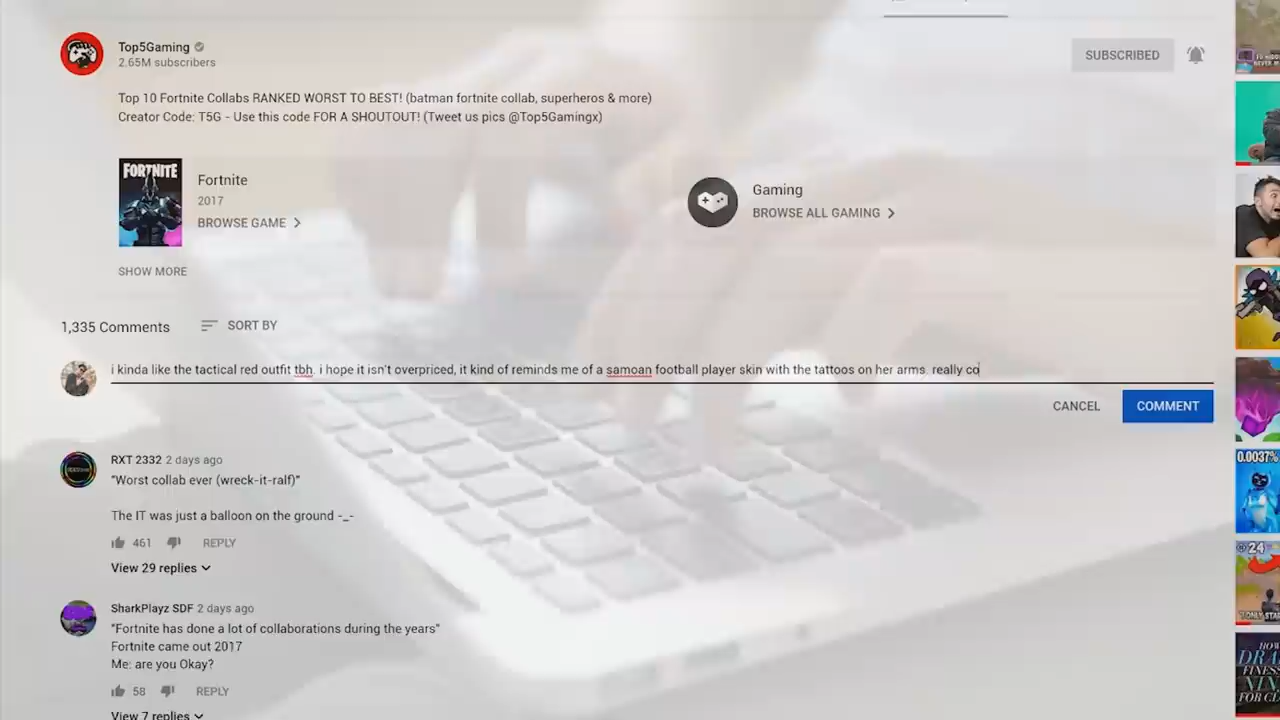 Top5Gaming
2.65M subscribers
SUBSCRIBED
Top 10 Fortnite Collabs RANKED WORST TO BEST! (batman fortnite collab, superheros & more)
Creator Code: T5G - Use this code FOR A SHOUTOUT! (Tweet us pics @Top5Gamingx)
FORTNITE
Fortnite
2017
BROWSE GAME
Gaming
BROWSE ALL GAMING
SHOW MORE
1,335 Comments
SORT BY
i kinda like the tactical red outfit tbh. i hope it isn't overpriced, it kind of reminds me of a samoan football player skin with the tattoos on her arms. really co
CANCEL
COMMENT
RXT 2332 2 days ago
"Worst collab ever (wreck-it-ralf)"
The IT was just a balloon on the ground -_-
461
REPLY
View 29 replies
SharkPlayz SDF 2 days ago
"Fortnite has done a lot of collaborations during the years"
Fortnite came out 2017
Me: are you Okay?
58
REPLY
View 7 replies
0.0037%
24